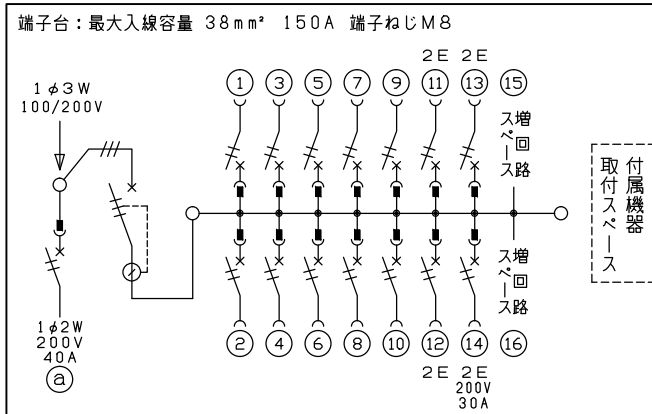 端子台：最大入線容量 38mm² 150A 端子ねじM8
2E 2E
1 3 5 7 9 11 13 15
1φ3W
100/200V
増回路
スペース
付属機器
取付スペース
増回路
スペース
1φ2W
200V
40A
a
2 4 6 8 10 12 14 16
2E 2E
200V
30A